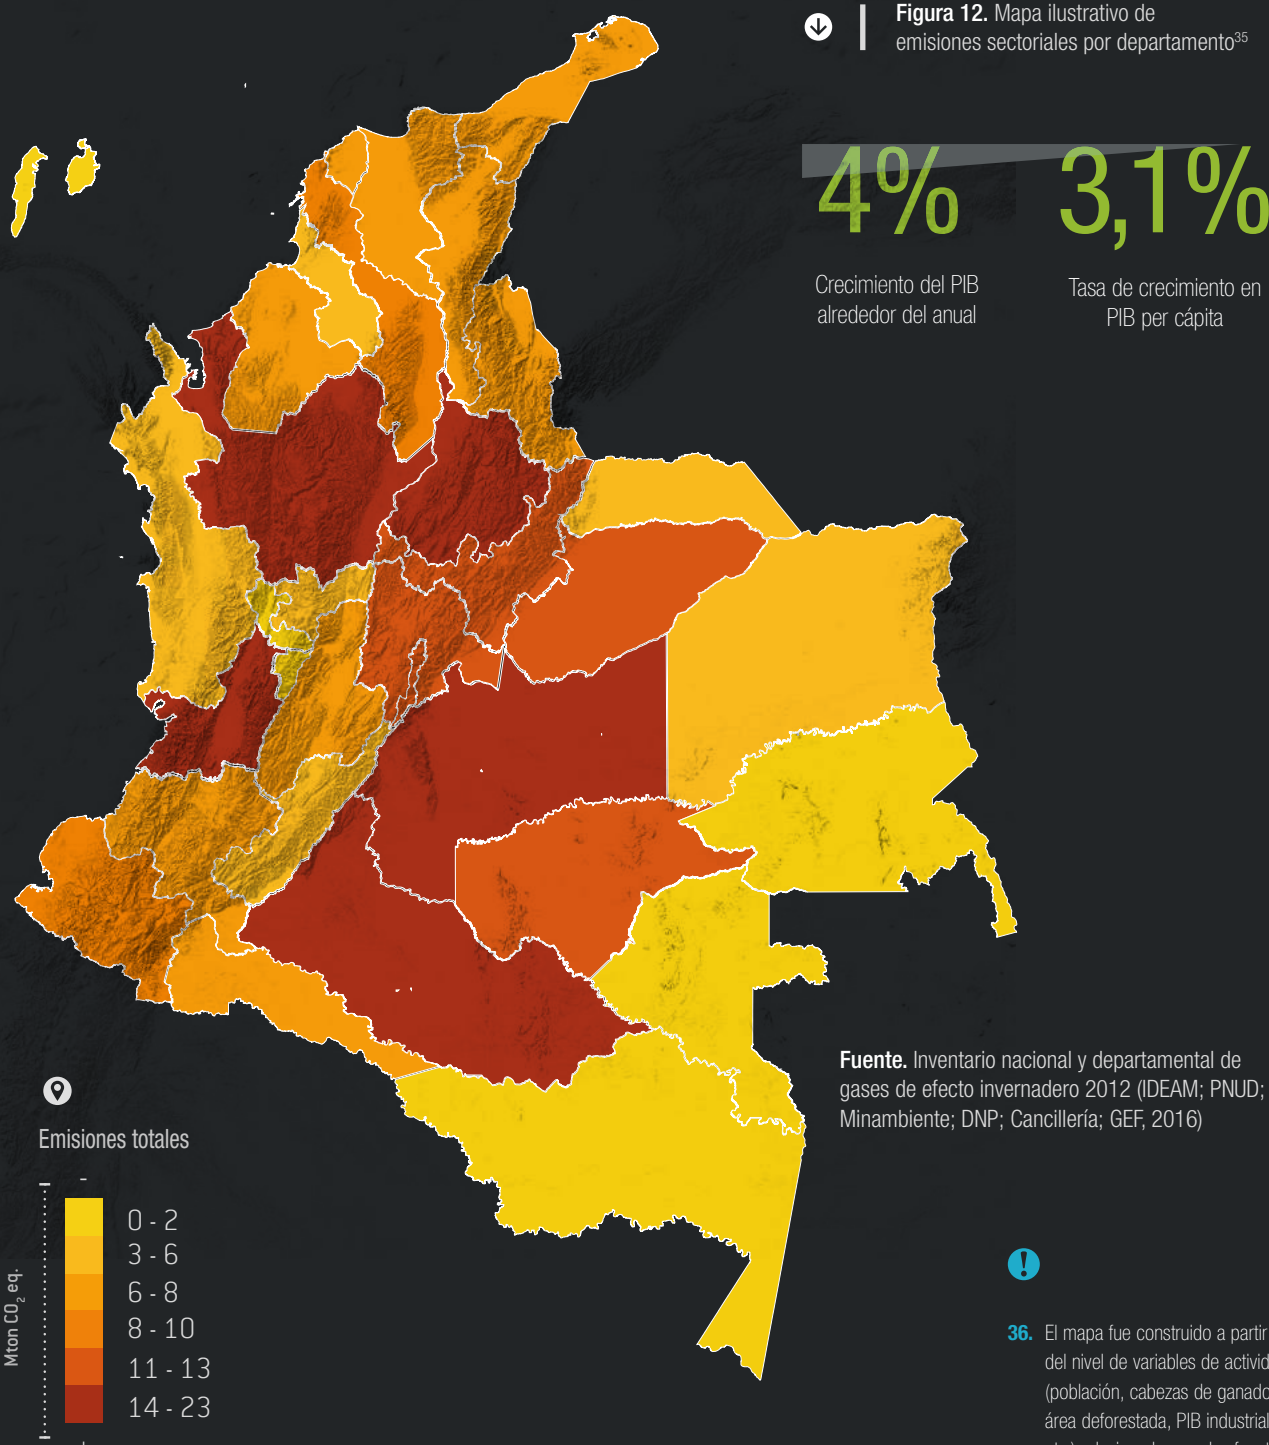 Figura 12. Mapa ilustrativo de
emisiones sectoriales por departamento35
4%
Crecimiento del PIB
alrededor del anual
3,1%
Tasa de crecimiento en
PIB per cápita
Fuente. Inventario nacional y departamental de
gases de efecto invernadero 2012 (IDEAM; PNUD;
Minambiente; DNP; Cancillería; GEF, 2016)
Emisiones totales
-
Mton CO2 eq.
0 - 2
3 - 6
6 - 8
8 - 10
11 - 13
14 - 23
36. El mapa fue construido a partir
del nivel de variables de activid
(población, cabezas de ganado
área deforestada, PIB industrial